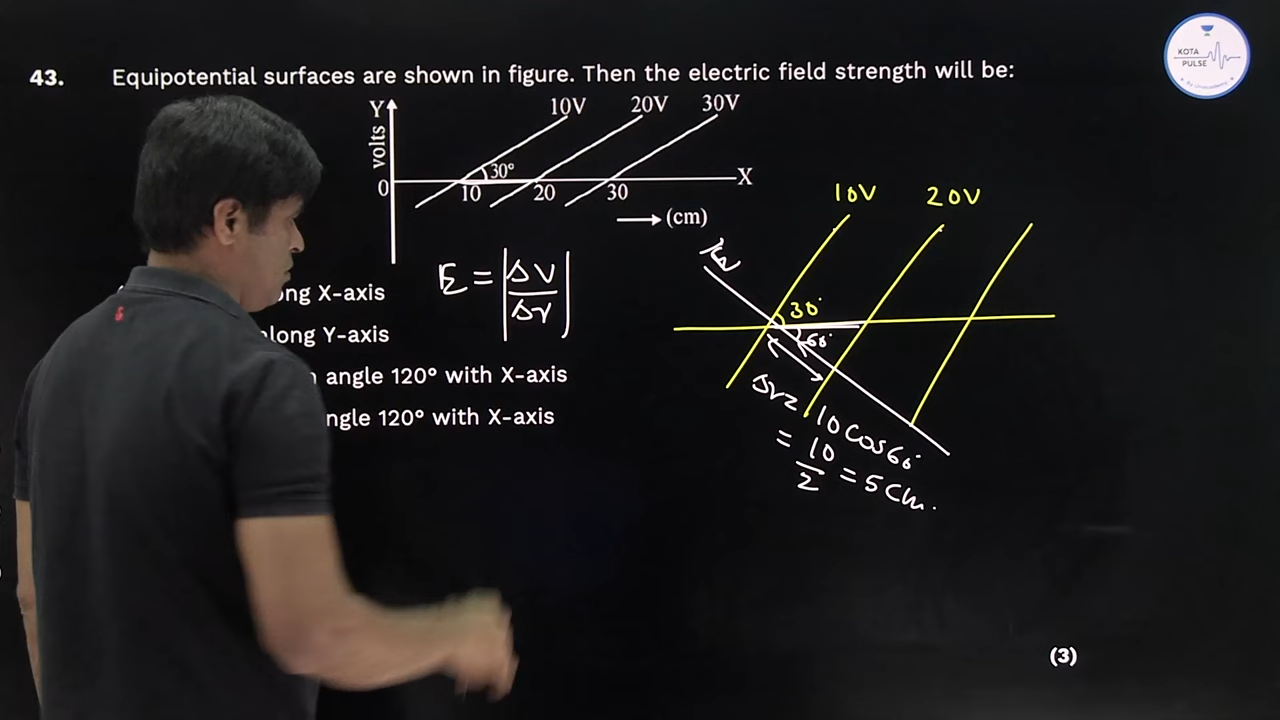 43. Equipotential surfaces are shown in figure. Then the electric field strength will be:
KOTA
PULSE
Y
volts
10V 20V 30V
30°
0
10 20 30
X
(cm)
ong X-axis
long Y-axis
angle 120° with X-axis
ngle 120° with X-axis
E = |ΔV/Δr|
10V 20V
30°
60°
Δr = 10 cos60°
= 10/2 = 5 cm.
(3)